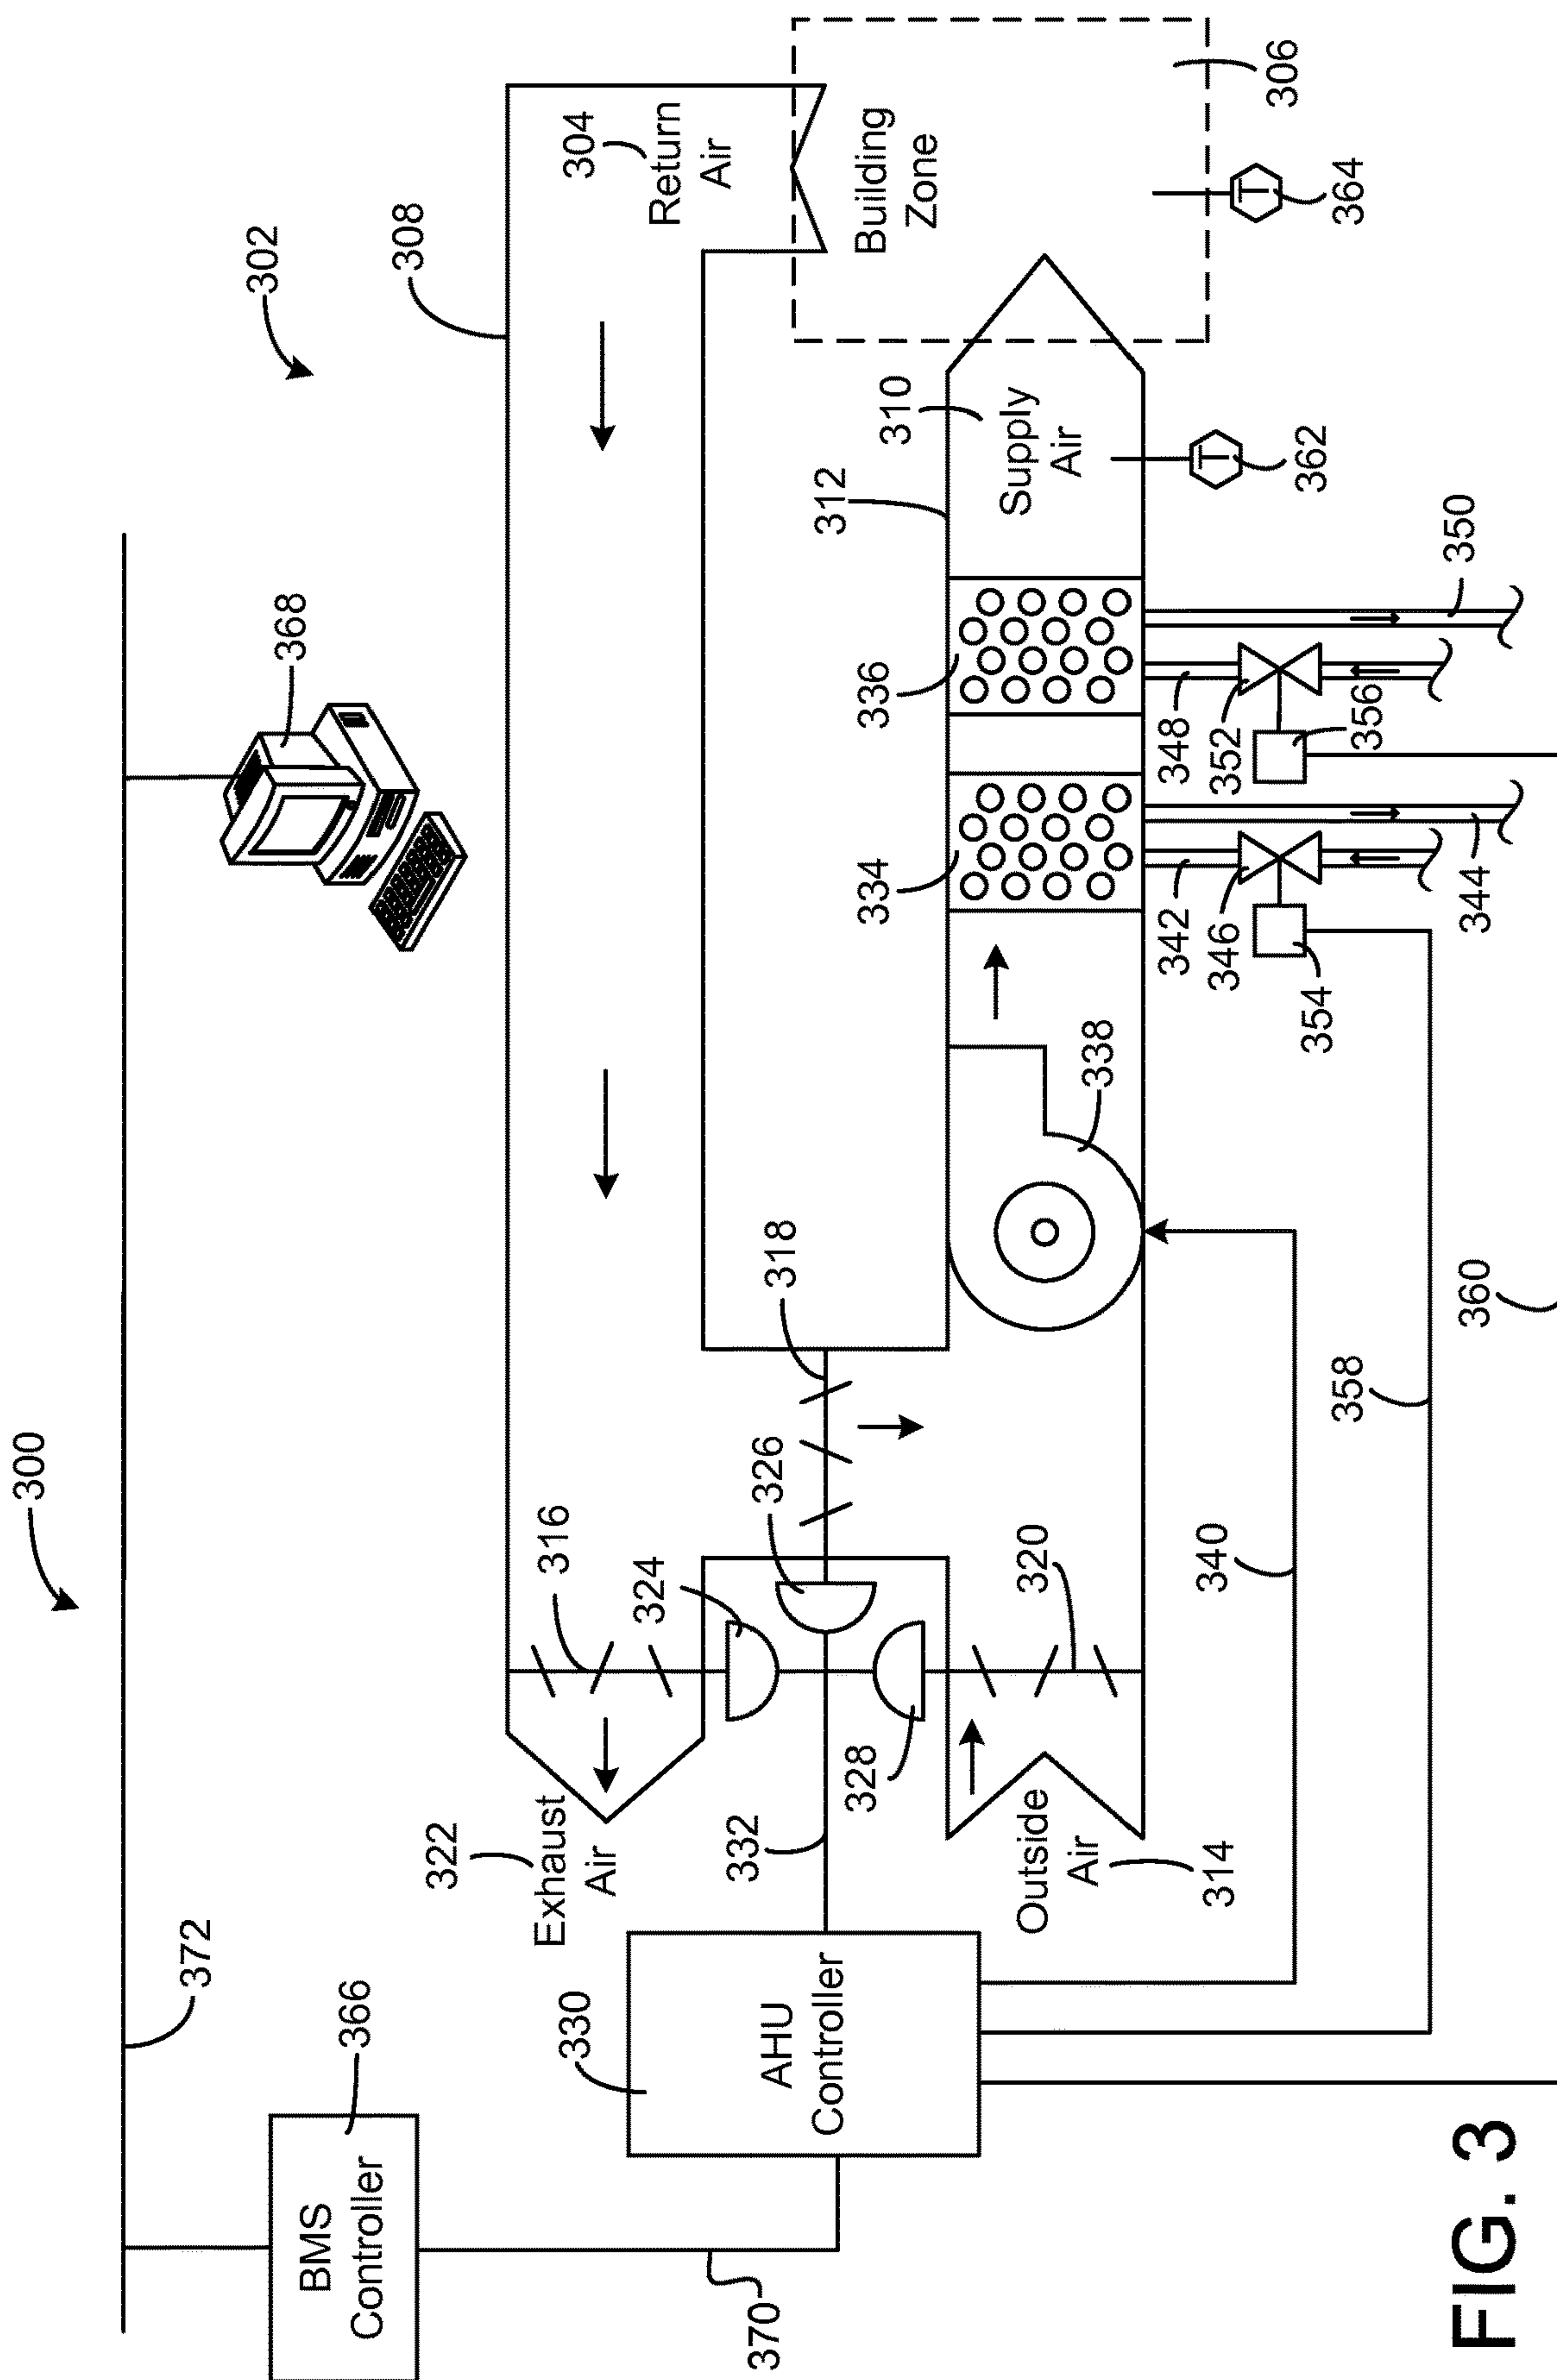 300
372
BMS
Controller
366
370
368
302
308
304
Return
Air
322
Exhaust
Air
316
324
318
326
332
330
AHU
Controller
328
Outside
Air
314
320
338
334
336
312
310
Supply
Air
Building
Zone
306
T
362
T
364
340
342
346
354
344
348
352
356
350
358
360
FIG. 3